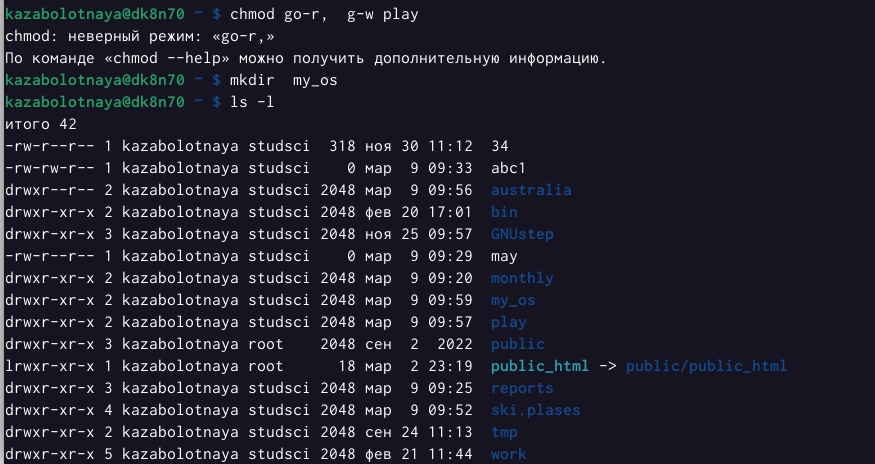 kazabolotnaya@dk8n70 ~ $ chmod go-r,  g-w play
chmod: неверный режим: «go-r,»
По команде «chmod --help» можно получить дополнительную информацию.
kazabolotnaya@dk8n70 ~ $ mkdir  my_os
kazabolotnaya@dk8n70 ~ $ ls -l
итого 42
-rw-r--r-- 1 kazabolotnaya studsci  318 ноя 30 11:12  34
-rw-rw-r-- 1 kazabolotnaya studsci    0 мар  9 09:33  abc1
drwxr--r-- 2 kazabolotnaya studsci 2048 мар  9 09:56  australia
drwxr-xr-x 2 kazabolotnaya studsci 2048 фев 20 17:01  bin
drwxr-xr-x 3 kazabolotnaya studsci 2048 ноя 25 09:57  GNUstep
-rw-r--r-- 1 kazabolotnaya studsci    0 мар  9 09:29  may
drwxr-xr-x 2 kazabolotnaya studsci 2048 мар  9 09:20  monthly
drwxr-xr-x 2 kazabolotnaya studsci 2048 мар  9 09:59  my_os
drwxr-xr-x 2 kazabolotnaya studsci 2048 мар  9 09:57  play
drwxr-xr-x 3 kazabolotnaya root    2048 сен  2  2022  public
lrwxr-xr-x 1 kazabolotnaya root      18 мар  2 23:19  public_html -> public/public_html
drwxr-xr-x 3 kazabolotnaya studsci 2048 мар  9 09:25  reports
drwxr-xr-x 4 kazabolotnaya studsci 2048 мар  9 09:52  ski.plases
drwxr-xr-x 2 kazabolotnaya studsci 2048 сен 24 11:13  tmp
drwxr-xr-x 5 kazabolotnaya studsci 2048 фев 21 11:44  work